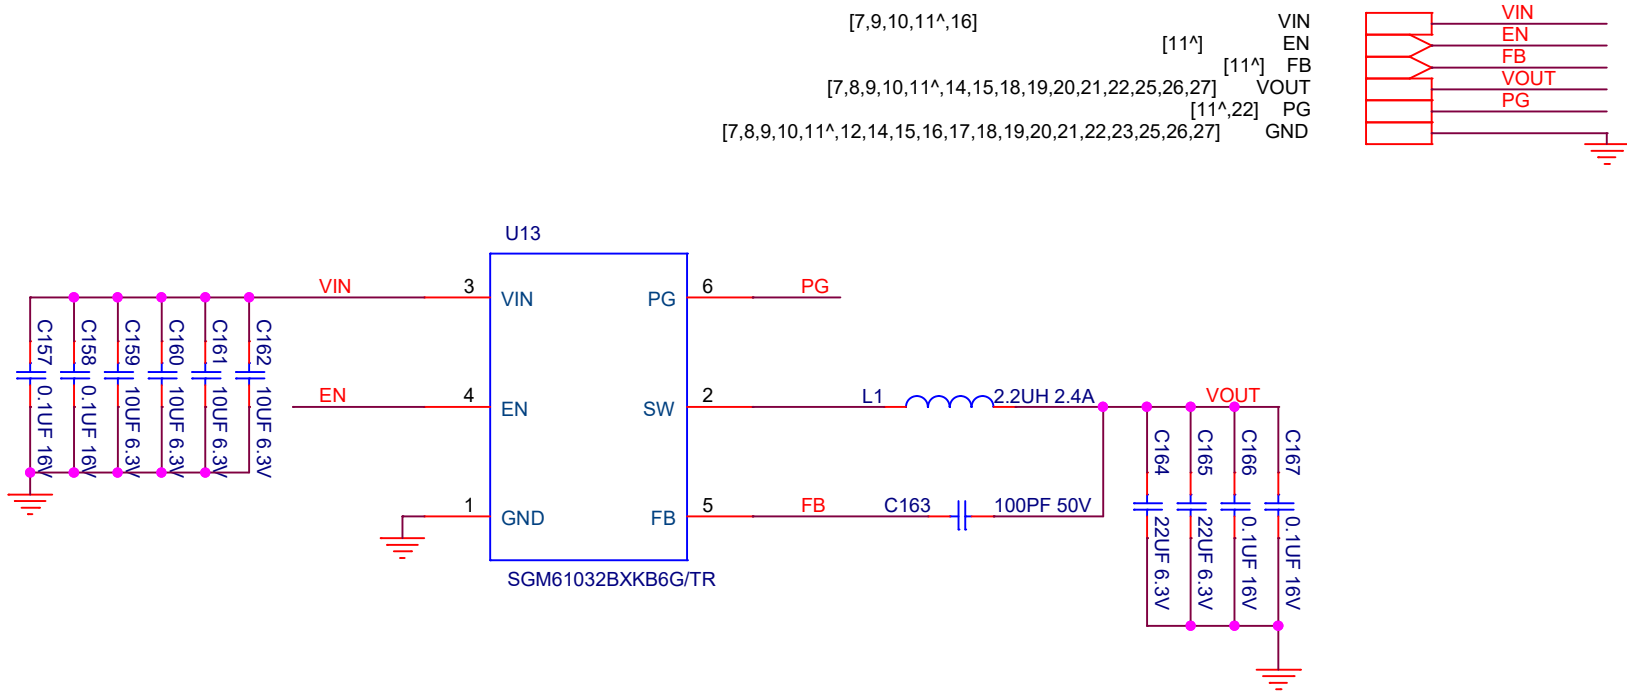 [7,9,10,11^,16] VIN VIN
[11^] EN EN
[11^] FB FB
[7,8,9,10,11^,14,15,18,19,20,21,22,25,26,27] VOUT VOUT
[11^,22] PG PG
[7,8,9,10,11^,12,14,15,16,17,18,19,20,21,22,23,25,26,27] GND
U13
VIN 3 VIN PG 6 PG
C157 0.1UF 16V
C158 0.1UF 16V
C159 10UF 6.3V
C160 10UF 6.3V
C161 10UF 6.3V
C162 10UF 6.3V
EN 4 EN SW 2 L1 2.2UH 2.4A VOUT
1 GND FB 5 FB C163 100PF 50V
C164 22UF 6.3V
C165 22UF 6.3V
C166 0.1UF 16V
C167 0.1UF 16V
SGM61032BXKB6G/TR